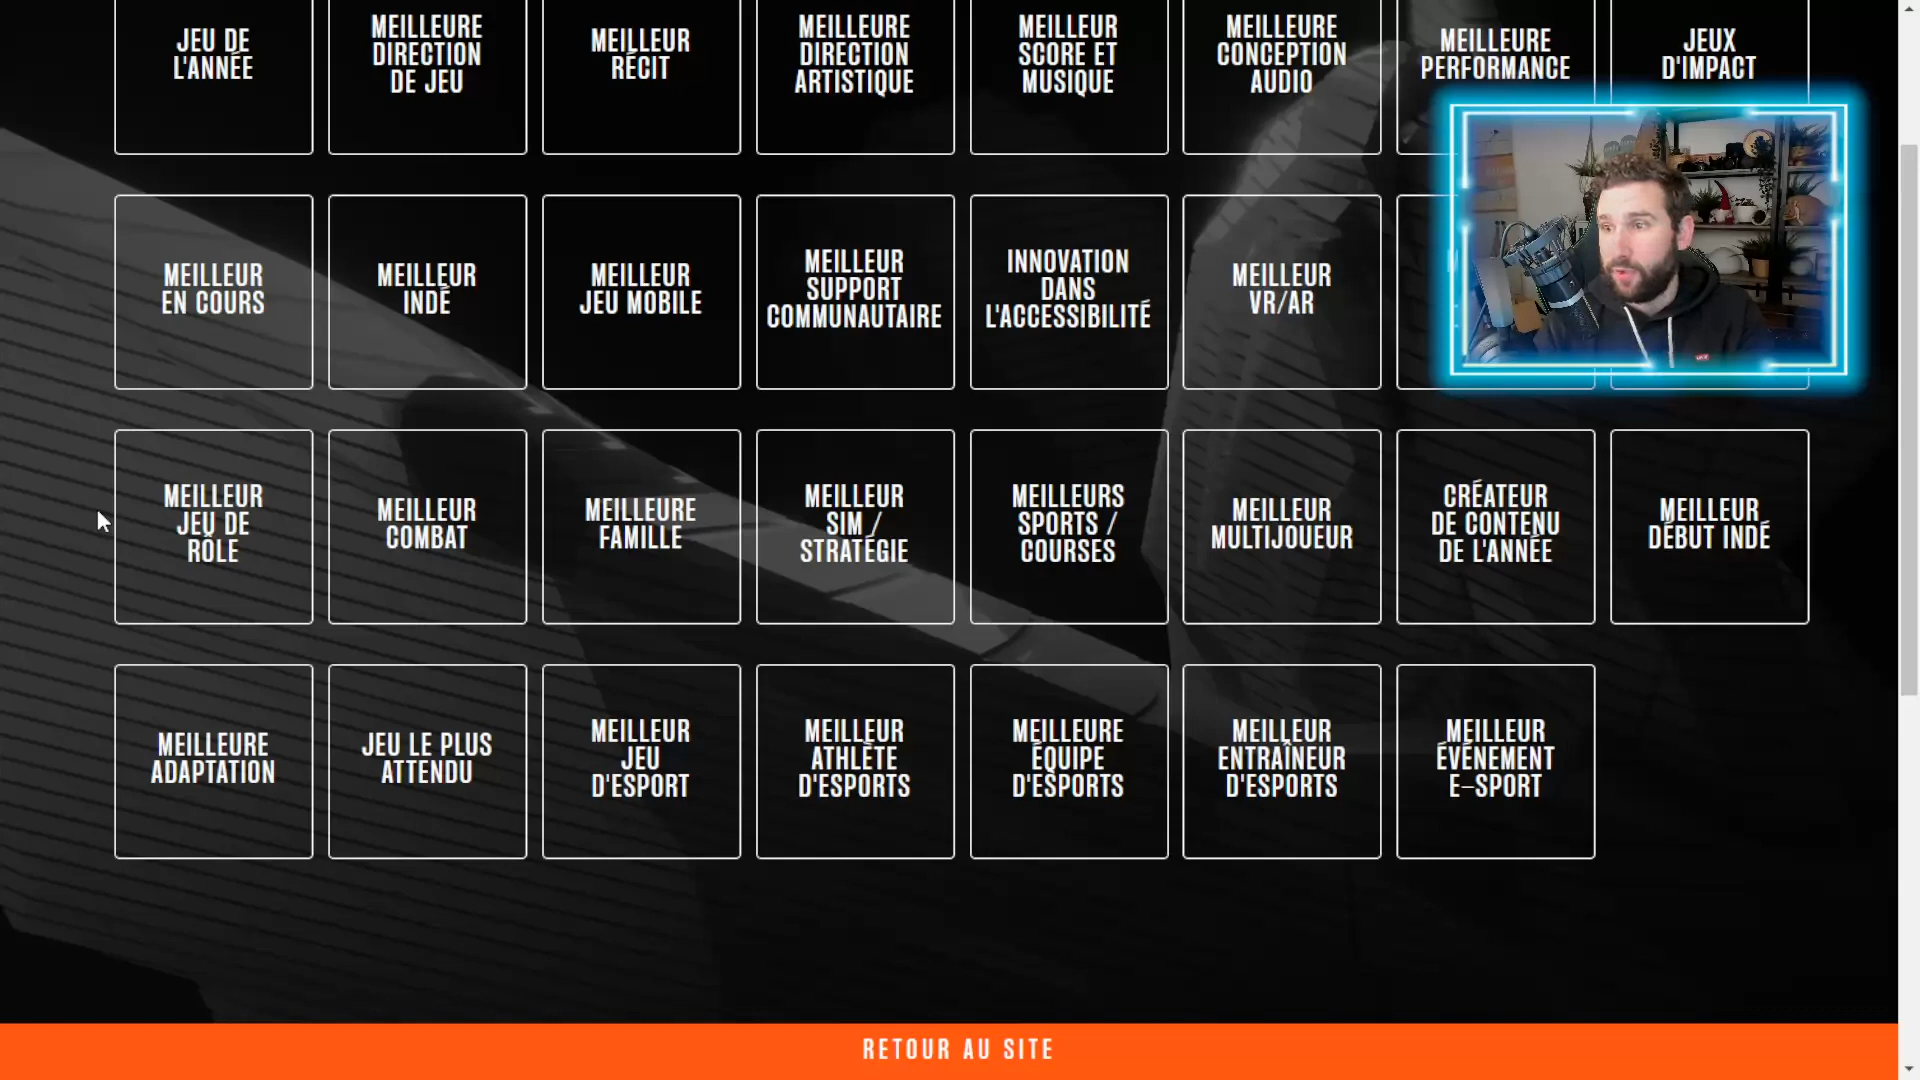 JEU DE
L'ANNÉE
MEILLEURE
DIRECTION
DE JEU
MEILLEUR
RÉCIT
MEILLEURE
DIRECTION
ARTISTIQUE
MEILLEUR
SCORE ET
MUSIQUE
MEILLEURE
CONCEPTION
AUDIO
MEILLEURE
PERFORMANCE
JEUX
D'IMPACT
MEILLEUR
EN COURS
MEILLEUR
INDÉ
MEILLEUR
JEU MOBILE
MEILLEUR
SUPPORT
COMMUNAUTAIRE
INNOVATION
DANS
L'ACCESSIBILITÉ
MEILLEUR
VR/AR
MEILLEUR
JEU DE
RÔLE
MEILLEUR
COMBAT
MEILLEURE
FAMILLE
MEILLEUR
SIM /
STRATÉGIE
MEILLEURS
SPORTS /
COURSES
MEILLEUR
MULTIJOUEUR
CRÉATEUR
DE CONTENU
DE L'ANNÉE
MEILLEUR
DÉBUT INDÉ
MEILLEURE
ADAPTATION
JEU LE PLUS
ATTENDU
MEILLEUR
JEU
D'ESPORT
MEILLEUR
ATHLÈTE
D'ESPORTS
MEILLEURE
ÉQUIPE
D'ESPORTS
MEILLEUR
ENTRAÎNEUR
D'ESPORTS
MEILLEUR
ÉVÉNEMENT
E-SPORT
RETOUR AU SITE